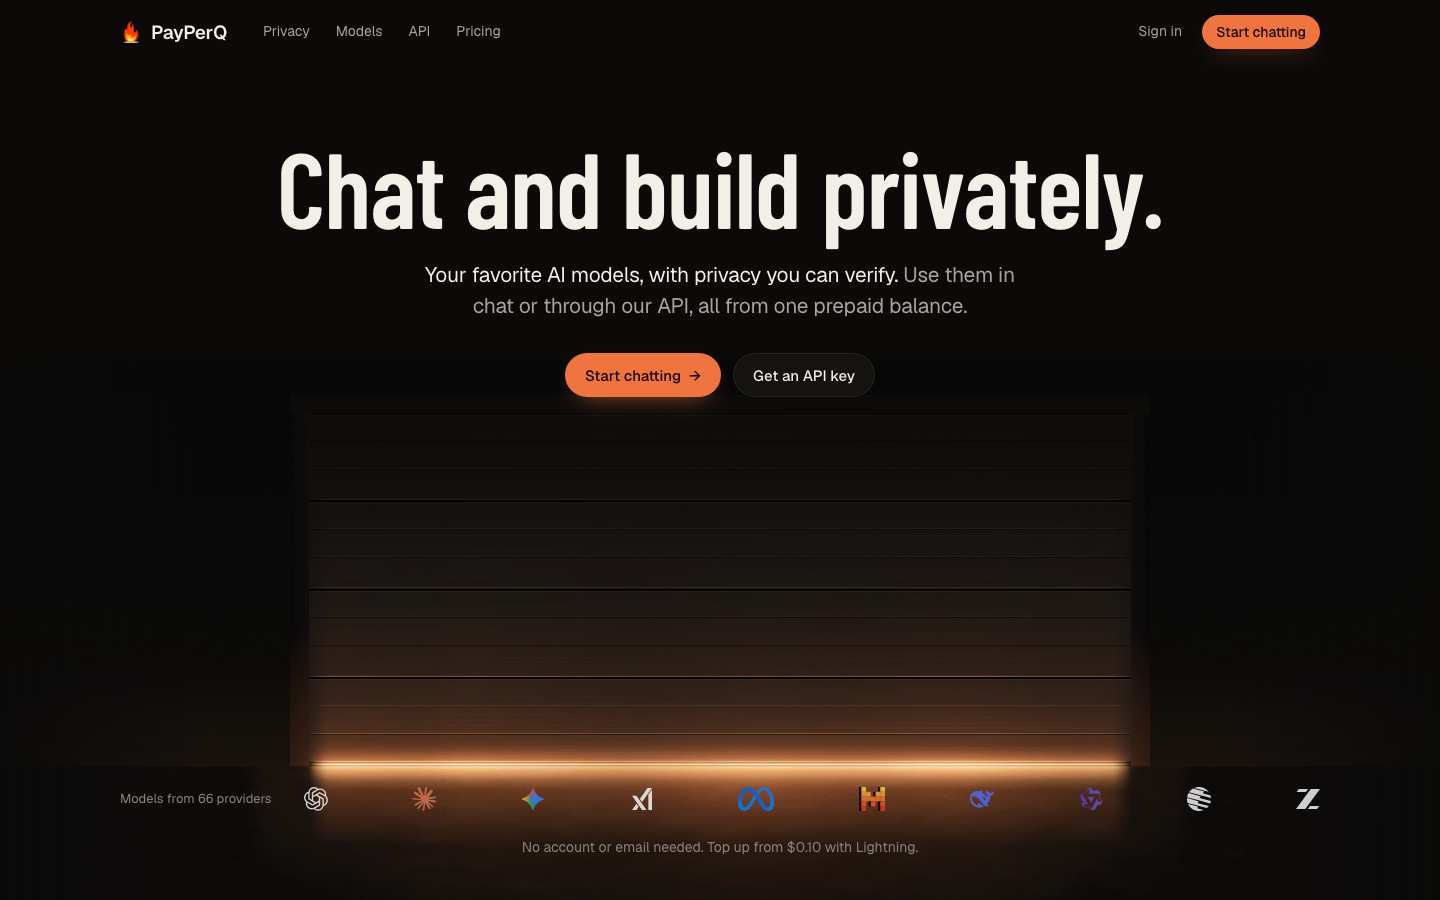 PayPerQ
Privacy
Models
API
Pricing
Sign in
Start chatting
Chat and build privately.
Your favorite AI models, with privacy you can verify. Use them in
chat or through our API, all from one prepaid balance.
Start chatting →
Get an API key
Models from 66 providers
No account or email needed. Top up from $0.10 with Lightning.